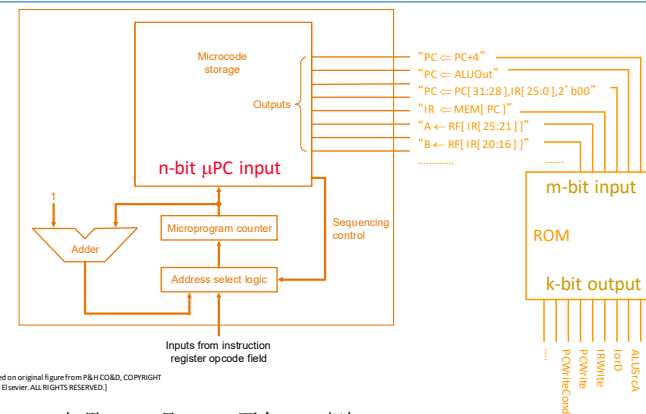 Microcode
storage
Outputs
n-bit μPC input
1
Adder
Microprogram counter
Address select logic
Sequencing
control
Inputs from instruction
register opcode field
"PC ⇐ PC+4"
"PC ⇐ ALUOut"
"PC ⇐ PC[ 31:28 ],IR[ 25:0 ],2' b00"
"IR ⇐ MEM[ PC ]"
"A ← RF[ IR[ 25:21 ] ]"
"B ← RF[ IR[ 20:16 ] ]"
.............
........
m-bit input
ROM
k-bit output
....
PCWriteCond
PCWrite
IRWrite
IorD
ALUSrcA
ed on original figure from P&H CO&D, COPYRIGHT
Elsevier. ALL RIGHTS RESERVED.]